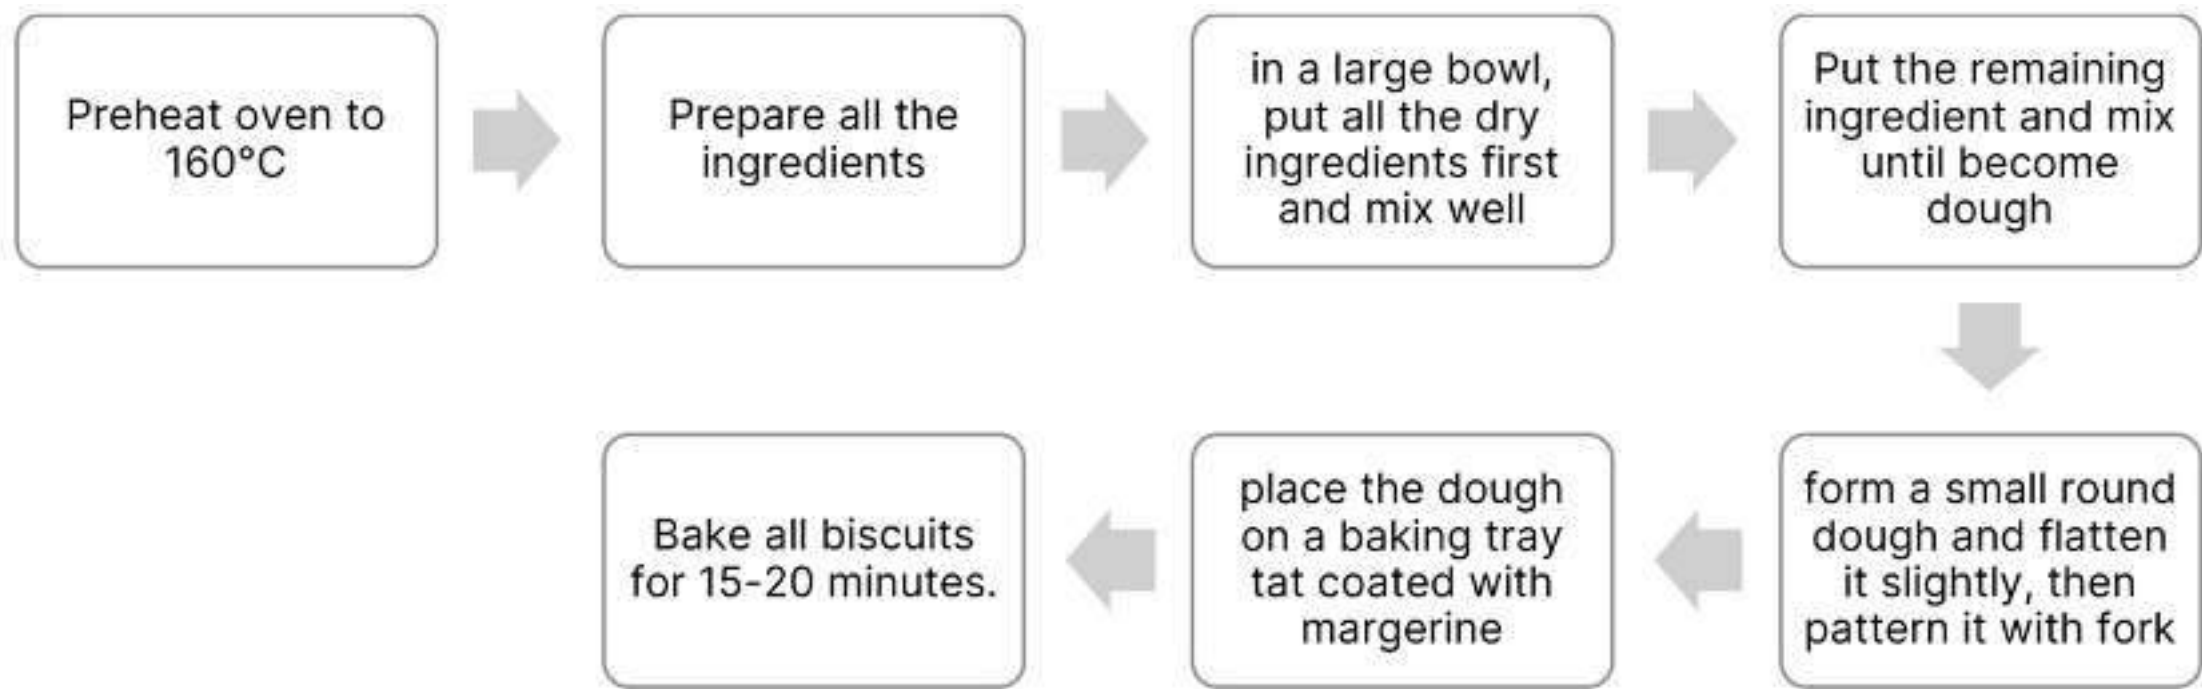 Preheat oven to
160°C
Prepare all the
ingredients
in a large bowl,
put all the dry
ingredients first
and mix well
Put the remaining
ingredient and mix
until become
dough
form a small round
dough and flatten
it slightly, then
pattern it with fork
place the dough
on a baking tray
tat coated with
margerine
Bake all biscuits
for 15-20 minutes.